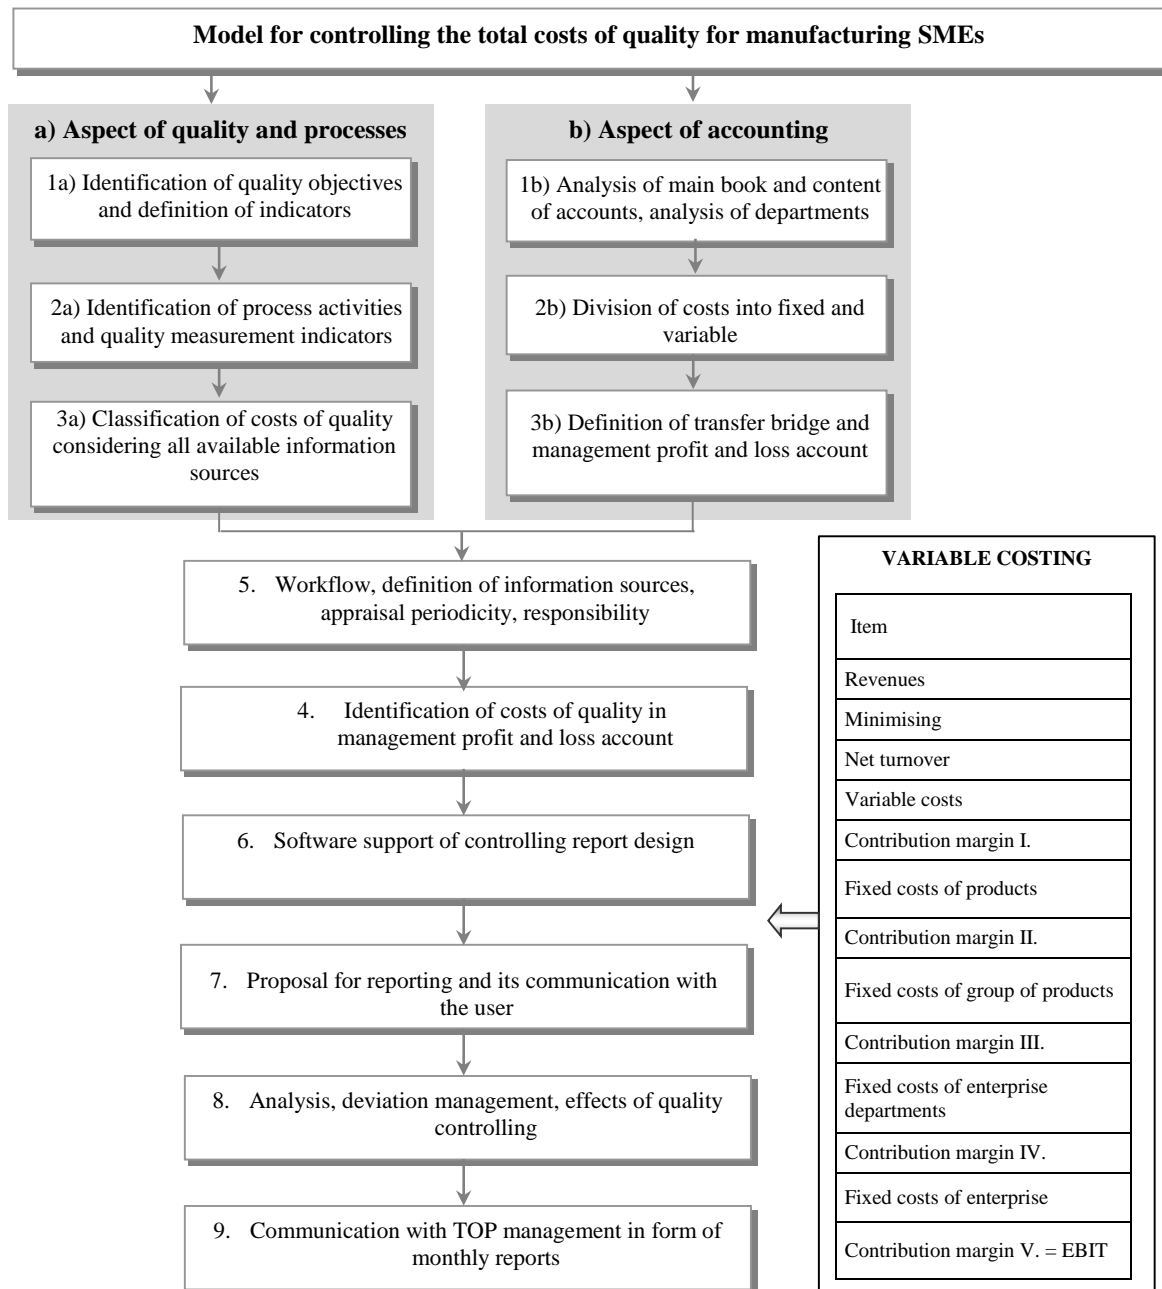 Model for controlling the total costs of quality for manufacturing SMEs
a) Aspect of quality and processes
1a) Identification of quality objectives
and definition of indicators
2a) Identification of process activities
and quality measurement indicators
3a) Classification of costs of quality
considering all available information
sources
b) Aspect of accounting
1b) Analysis of main book and content
of accounts, analysis of departments
2b) Division of costs into fixed and
variable
3b) Definition of transfer bridge and
management profit and loss account
5. Workflow, definition of information sources,
appraisal periodicity, responsibility
4. Identification of costs of quality in
management profit and loss account
6. Software support of controlling report design
7. Proposal for reporting and its communication with
the user
8. Analysis, deviation management, effects of quality
controlling
9. Communication with TOP management in form of
monthly reports
VARIABLE COSTING
Item
Revenues
Minimising
Net turnover
Variable costs
Contribution margin I.
Fixed costs of products
Contribution margin II.
Fixed costs of group of products
Contribution margin III.
Fixed costs of enterprise
departments
Contribution margin IV.
Fixed costs of enterprise
Contribution margin V. = EBIT